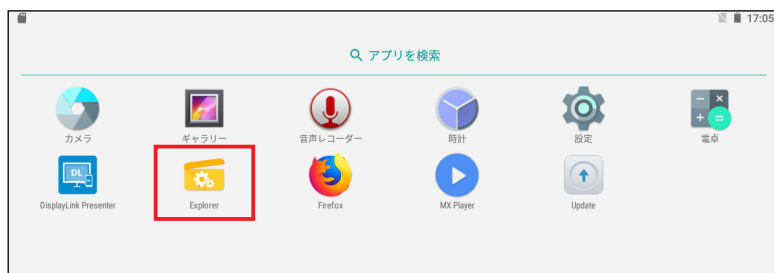 17:05
アプリを検索
カメラ ギャラリー 音声レコーダー 時計 設定 電卓
DL
DisplayLink Presenter Explorer Firefox MX Player Update